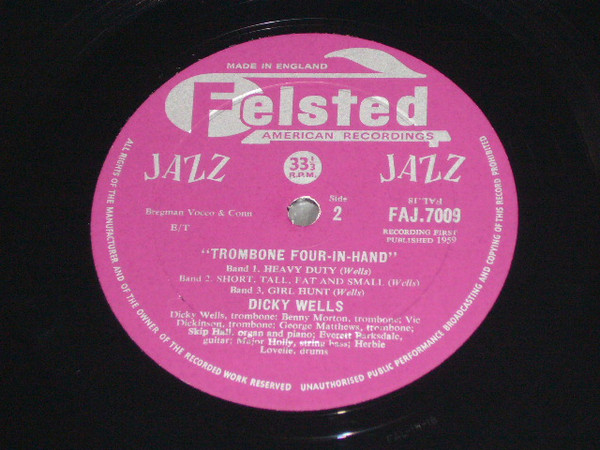 MADE IN ENGLAND
Felsted
AMERICAN RECORDINGS
JAZZ
33⅓
R.P.M.
JAZZ
FAL.18
Bregman Vocco & Conn
Side
2
FAJ.7009
B/T
RECORDING FIRST
PUBLISHED 1959
"TROMBONE FOUR-IN-HAND"
Band 1. HEAVY DUTY (Wells)
Band 2. SHORT, TALL, FAT AND SMALL (Wells)
Band 3. GIRL HUNT (Wells)
DICKY WELLS
Dicky Wells, trombone; Benny Morton, trombone; Vic
Dickinson, trombone; George Matthews, trombone;
Skip Hall, organ and piano; Everett Barksdale,
guitar; Major Holly, string bass; Herbie
Lovelle, drums
ALL RIGHTS OF THE MANUFACTURER AND OF THE OWNER OF THE RECORDED WORK RESERVED UNAUTHORISED PUBLIC PERFORMANCE BROADCASTING AND COPYING OF THIS RECORD PROHIBITED